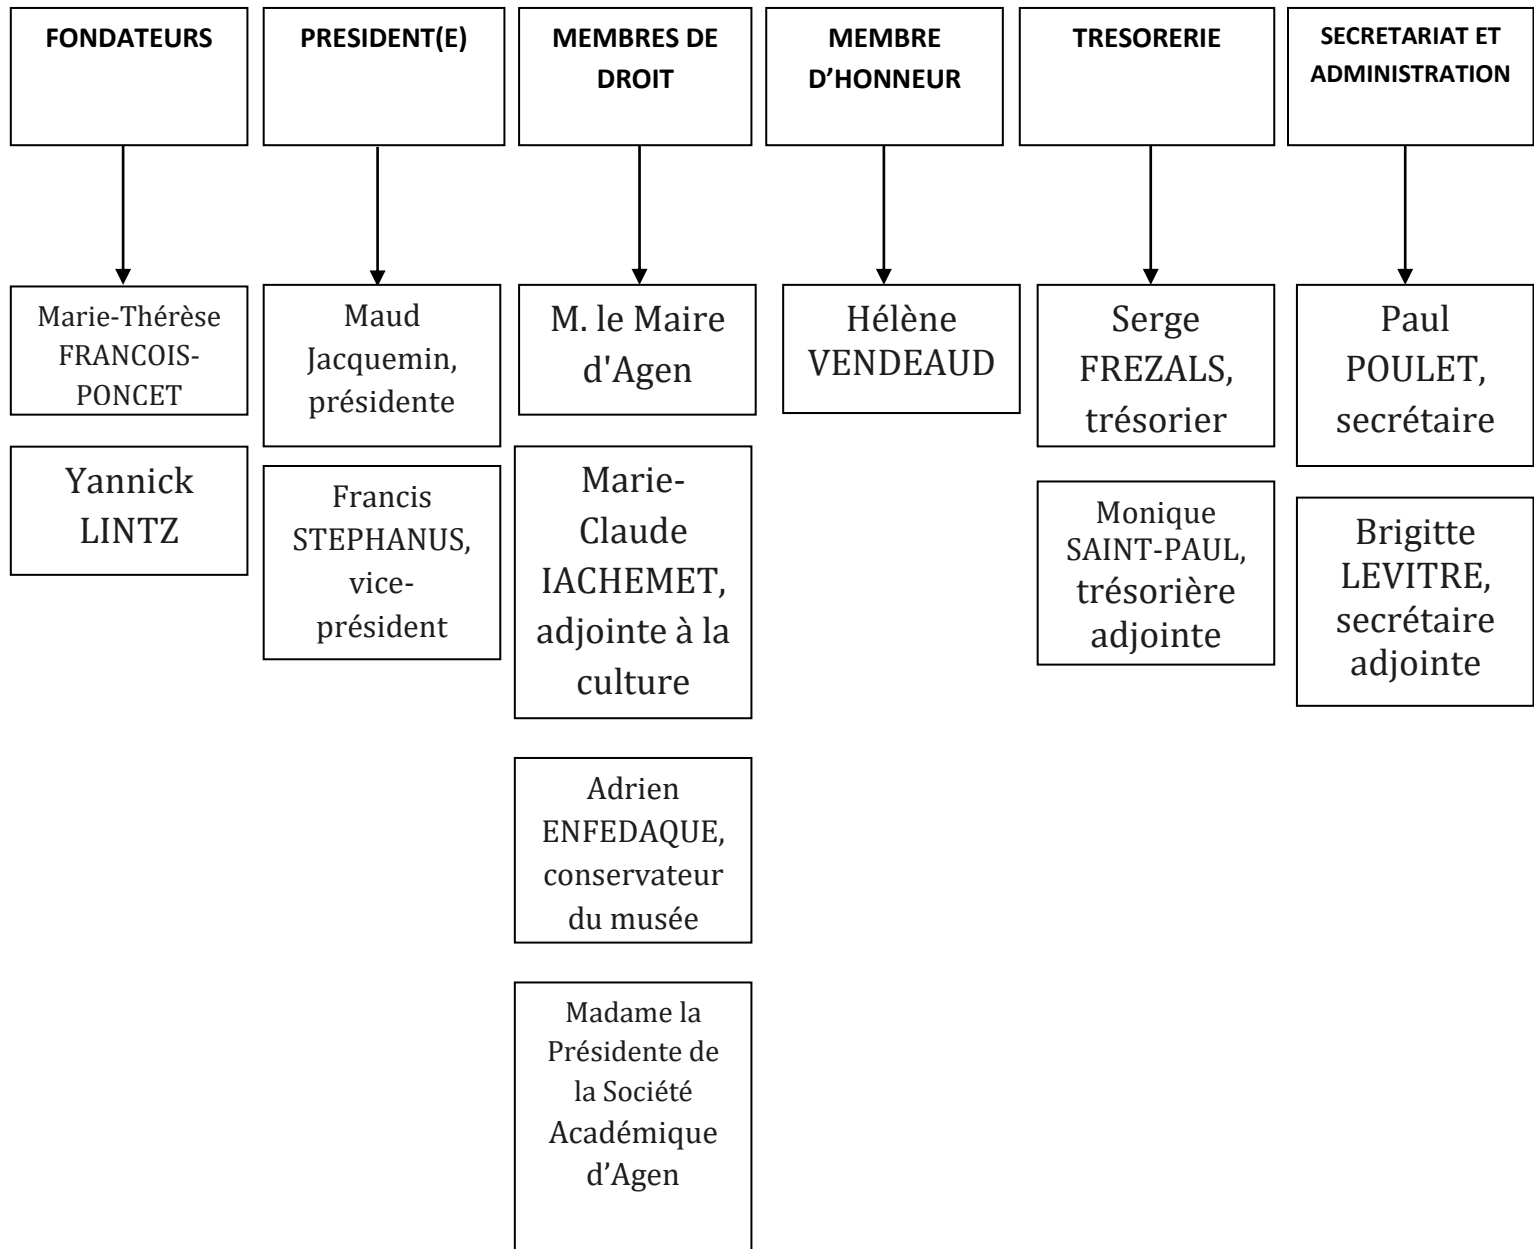 FONDATEURS
PRESIDENT(E)
MEMBRES DE
DROIT
MEMBRE
D’HONNEUR
TRESORERIE
SECRETARIAT ET
ADMINISTRATION
Marie-Thérèse
FRANCOIS-
PONCET
Yannick
LINTZ
Maud
Jacquemin,
présidente
Francis
STEPHANUS,
vice-
président
M. le Maire
d'Agen
Marie-
Claude
IACHEMET,
adjointe à la
culture
Adrien
ENFEDAQUE,
conservateur
du musée
Madame la
Présidente de
la Société
Académique
d’Agen
Hélène
VENDEAUD
Serge
FREZALS,
trésorier
Monique
SAINT-PAUL,
trésorière
adjointe
Paul
POULET,
secrétaire
Brigitte
LEVITRE,
secrétaire
adjointe